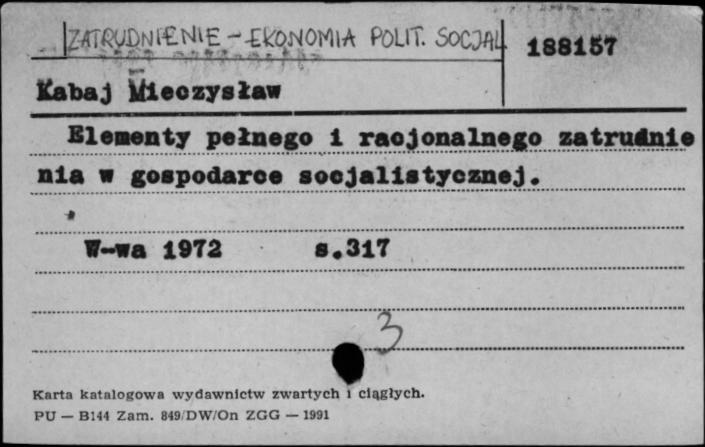 ZATRUDNIENIE - EKONOMIA POLIT. SOCJAL
188157
Kabaj Mieczysław
Elementy pełnego i racjonalnego zatrudnie
nia w gospodarce socjalistycznej.
W-wa 1972 s.317
3
Karta katalogowa wydawnictw zwartych i ciągłych.
PU — B144 Zam. 849/DW/On ZGG — 1991